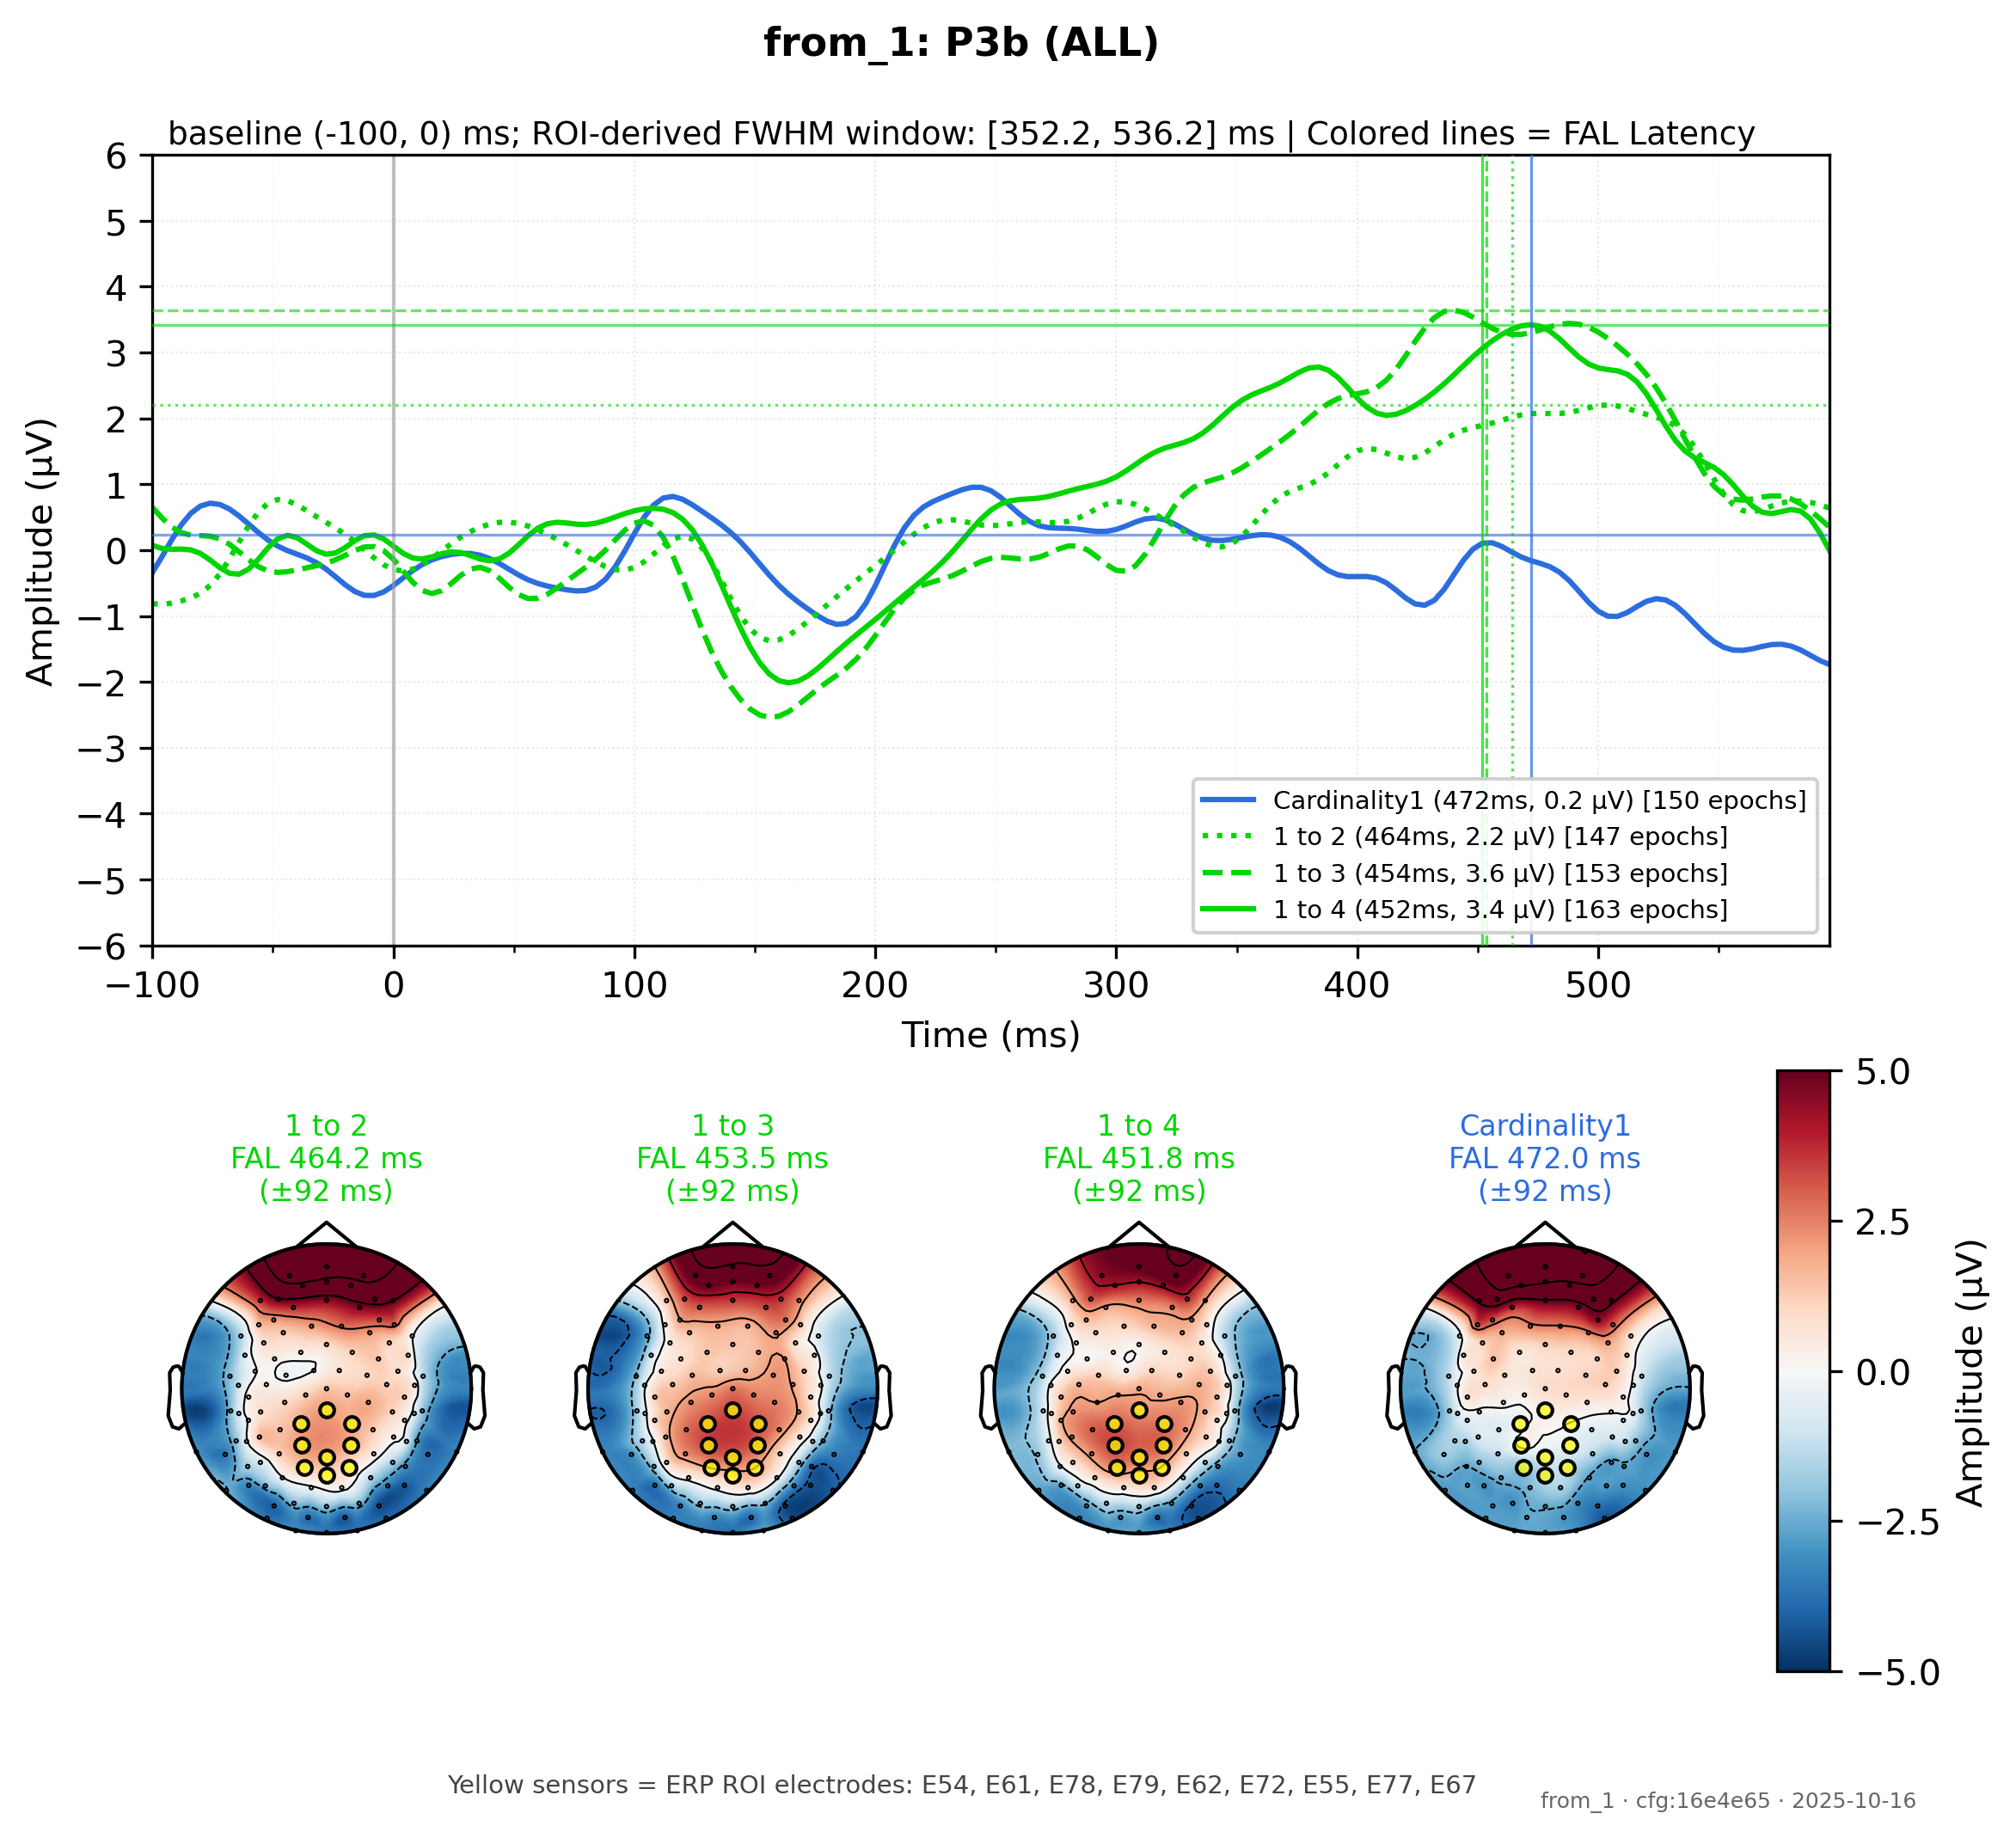 from_1: P3b (ALL)
baseline (-100, 0) ms; ROI-derived FWHM window: [352.2, 536.2] ms | Colored lines = FAL Latency
Amplitude (µV)
6
5
4
3
2
1
0
−1
−2
−3
−4
−5
−6
Cardinality1 (472ms, 0.2 µV) [150 epochs]
1 to 2 (464ms, 2.2 µV) [147 epochs]
1 to 3 (454ms, 3.6 µV) [153 epochs]
1 to 4 (452ms, 3.4 µV) [163 epochs]
−100 0 100 200 300 400 500
Time (ms)
1 to 2
FAL 464.2 ms
(±92 ms)
1 to 3
FAL 453.5 ms
(±92 ms)
1 to 4
FAL 451.8 ms
(±92 ms)
Cardinality1
FAL 472.0 ms
(±92 ms)
5.0
2.5
0.0
−2.5
−5.0
Amplitude (µV)
Yellow sensors = ERP ROI electrodes: E54, E61, E78, E79, E62, E72, E55, E77, E67
from_1 · cfg:16e4e65 · 2025-10-16